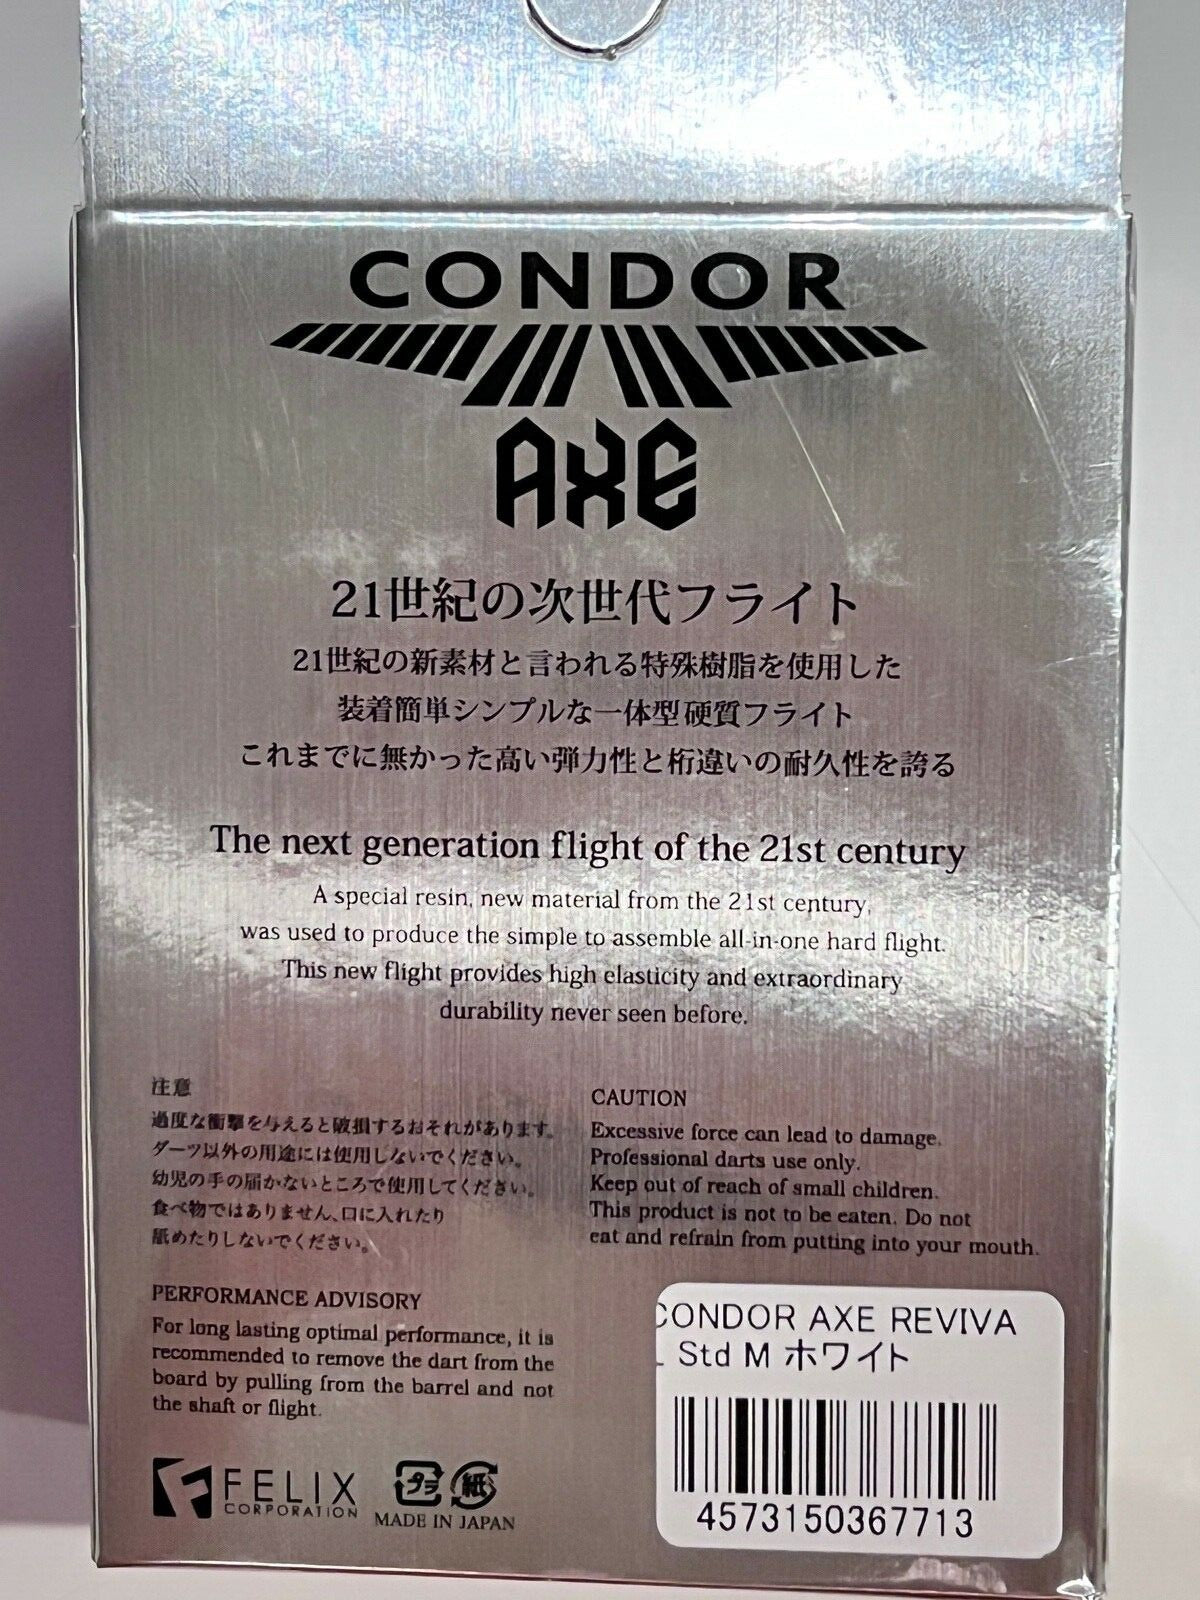 CONDOR
AXE
21世紀の次世代フライト
21世紀の新素材と言われる特殊樹脂を使用した
装着簡単シンプルな一体型硬質フライト
これまでに無かった高い弾力性と桁違いの耐久性を誇る
The next generation flight of the 21st century
A special resin, new material from the 21st century,
was used to produce the simple to assemble all-in-one hard flight.
This new flight provides high elasticity and extraordinary
durability never seen before.
注意
過度な衝撃を与えると破損するおそれがあります。
ダーツ以外の用途には使用しないでください。
幼児の手の届かないところで使用してください。
食べ物ではありません、口に入れたり
舐めたりしないでください。
CAUTION
Excessive force can lead to damage.
Professional darts use only.
Keep out of reach of small children.
This product is not to be eaten. Do not
eat and refrain from putting into your mouth.
PERFORMANCE ADVISORY
For long lasting optimal performance, it is
recommended to remove the dart from the
board by pulling from the barrel and not
the shaft or flight.
FELIX
CORPORATION
プラ 紙
MADE IN JAPAN
CONDOR AXE REVIVA
L Std M ホワイト
4573150367713